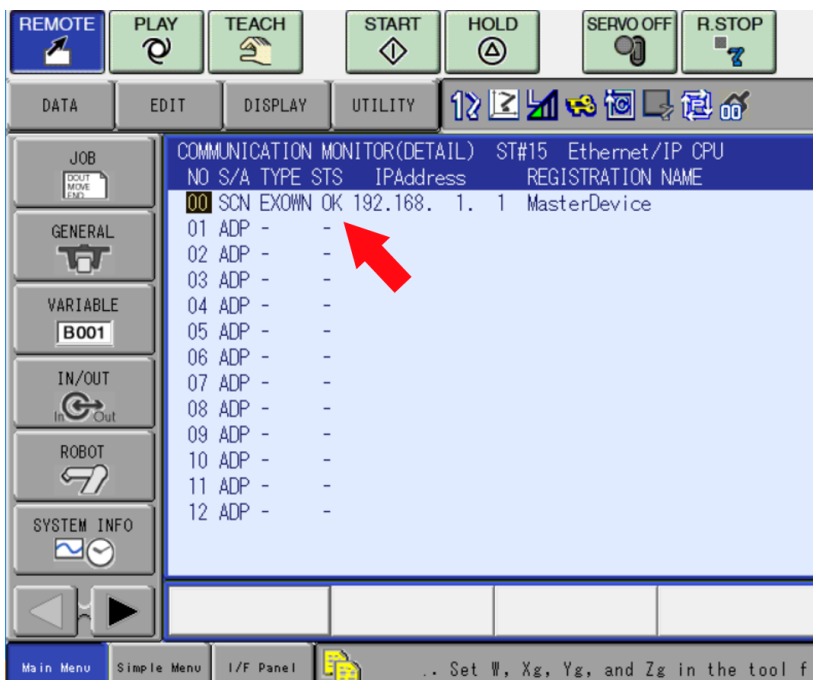 REMOTE PLAY TEACH START HOLD SERVO OFF R.STOP
DATA EDIT DISPLAY UTILITY
JOB
DOUT
MOVE
END
GENERAL
VARIABLE
B001
IN/OUT
In Out
ROBOT
SYSTEM INFO
COMMUNICATION MONITOR(DETAIL) ST#15 Ethernet/IP CPU
NO S/A TYPE STS IPAddress REGISTRATION NAME
00 SCN EXOWN OK 192.168. 1. 1 MasterDevice
01 ADP - -
02 ADP - -
03 ADP - -
04 ADP - -
05 ADP - -
06 ADP - -
07 ADP - -
08 ADP - -
09 ADP - -
10 ADP - -
11 ADP - -
12 ADP - -
Main Menu Simple Menu I/F Panel .. Set W, Xg, Yg, and Zg in the tool f